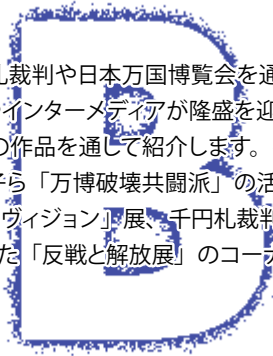 札裁判や日本万国博覧会を通
インターメディアが隆盛を迎
の作品を通して紹介します。
子ら「万博破壊共闘派」の活
ヴィジョン」展、千円札裁判
た「反戦と解放展」のコーナ
B